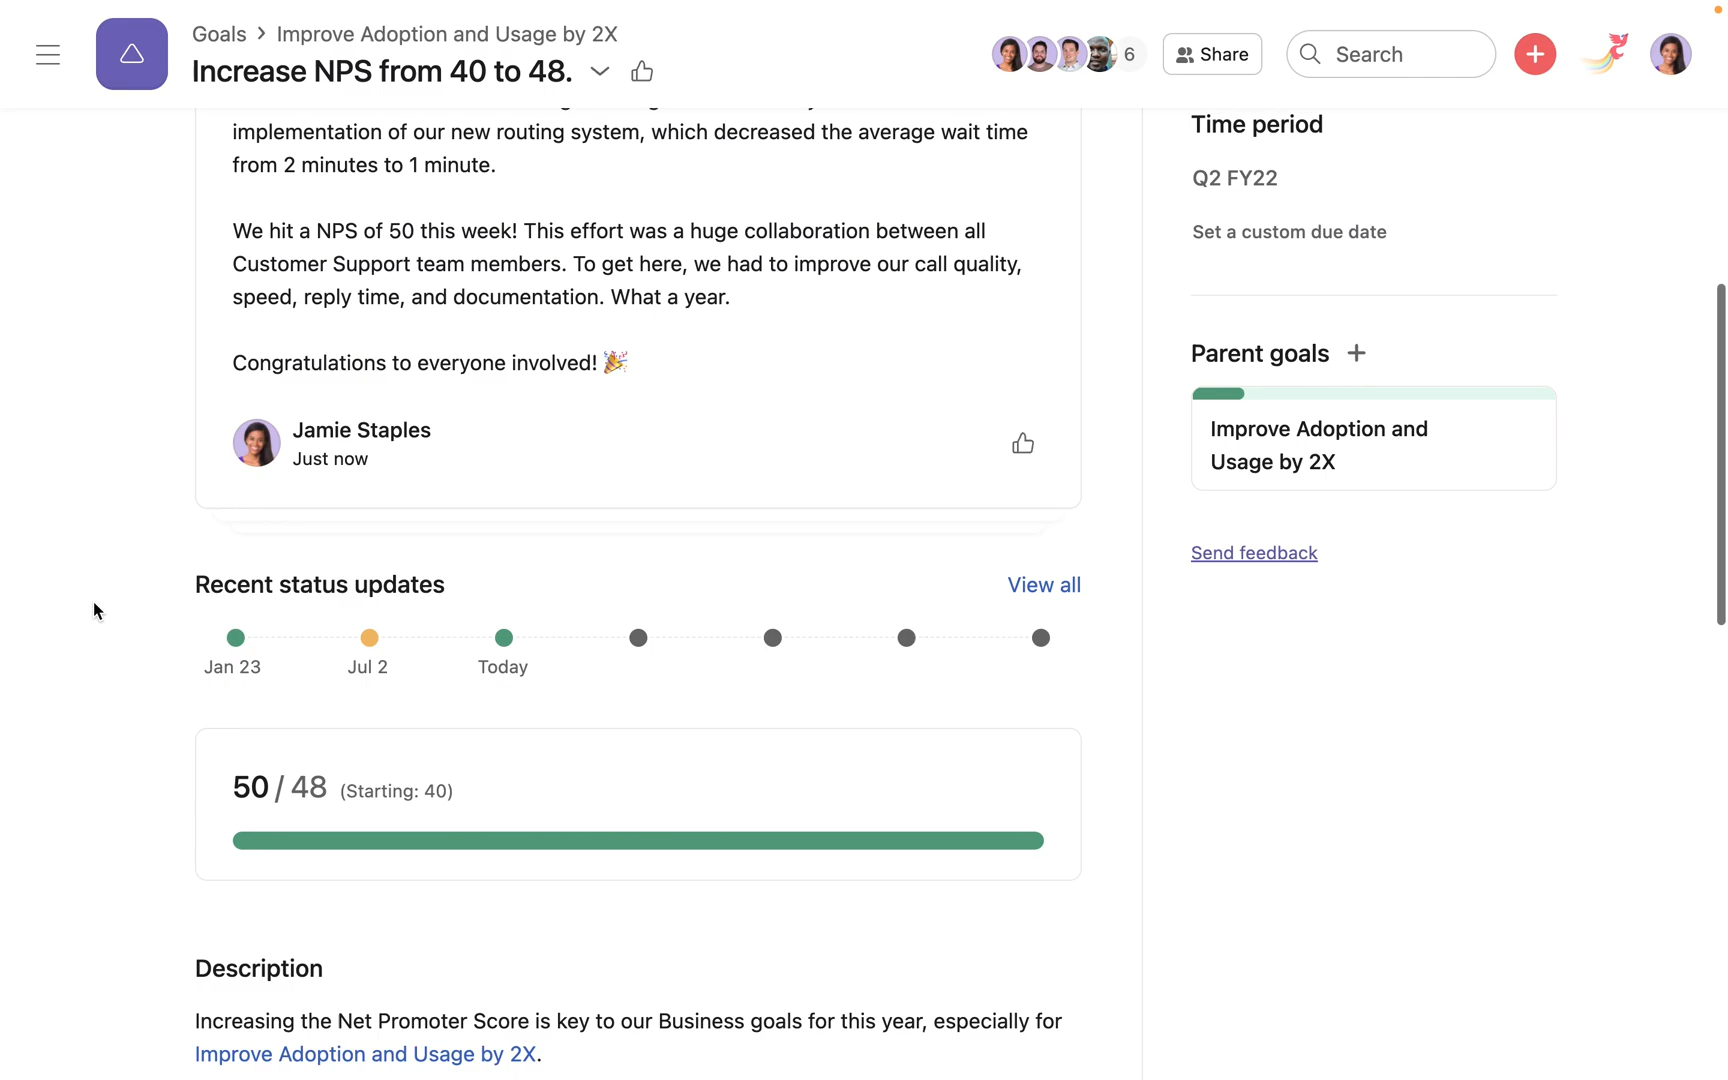 Goals > Improve Adoption and Usage by 2X
Increase NPS from 40 to 48.
6
Share
Search
implementation of our new routing system, which decreased the average wait time
from 2 minutes to 1 minute.
We hit a NPS of 50 this week! This effort was a huge collaboration between all
Customer Support team members. To get here, we had to improve our call quality,
speed, reply time, and documentation. What a year.
Congratulations to everyone involved! 🎉
Jamie Staples
Just now
Recent status updates
View all
Jan 23
Jul 2
Today
50 / 48 (Starting: 40)
Description
Increasing the Net Promoter Score is key to our Business goals for this year, especially for
Improve Adoption and Usage by 2X.
Time period
Q2 FY22
Set a custom due date
Parent goals +
Improve Adoption and
Usage by 2X
Send feedback